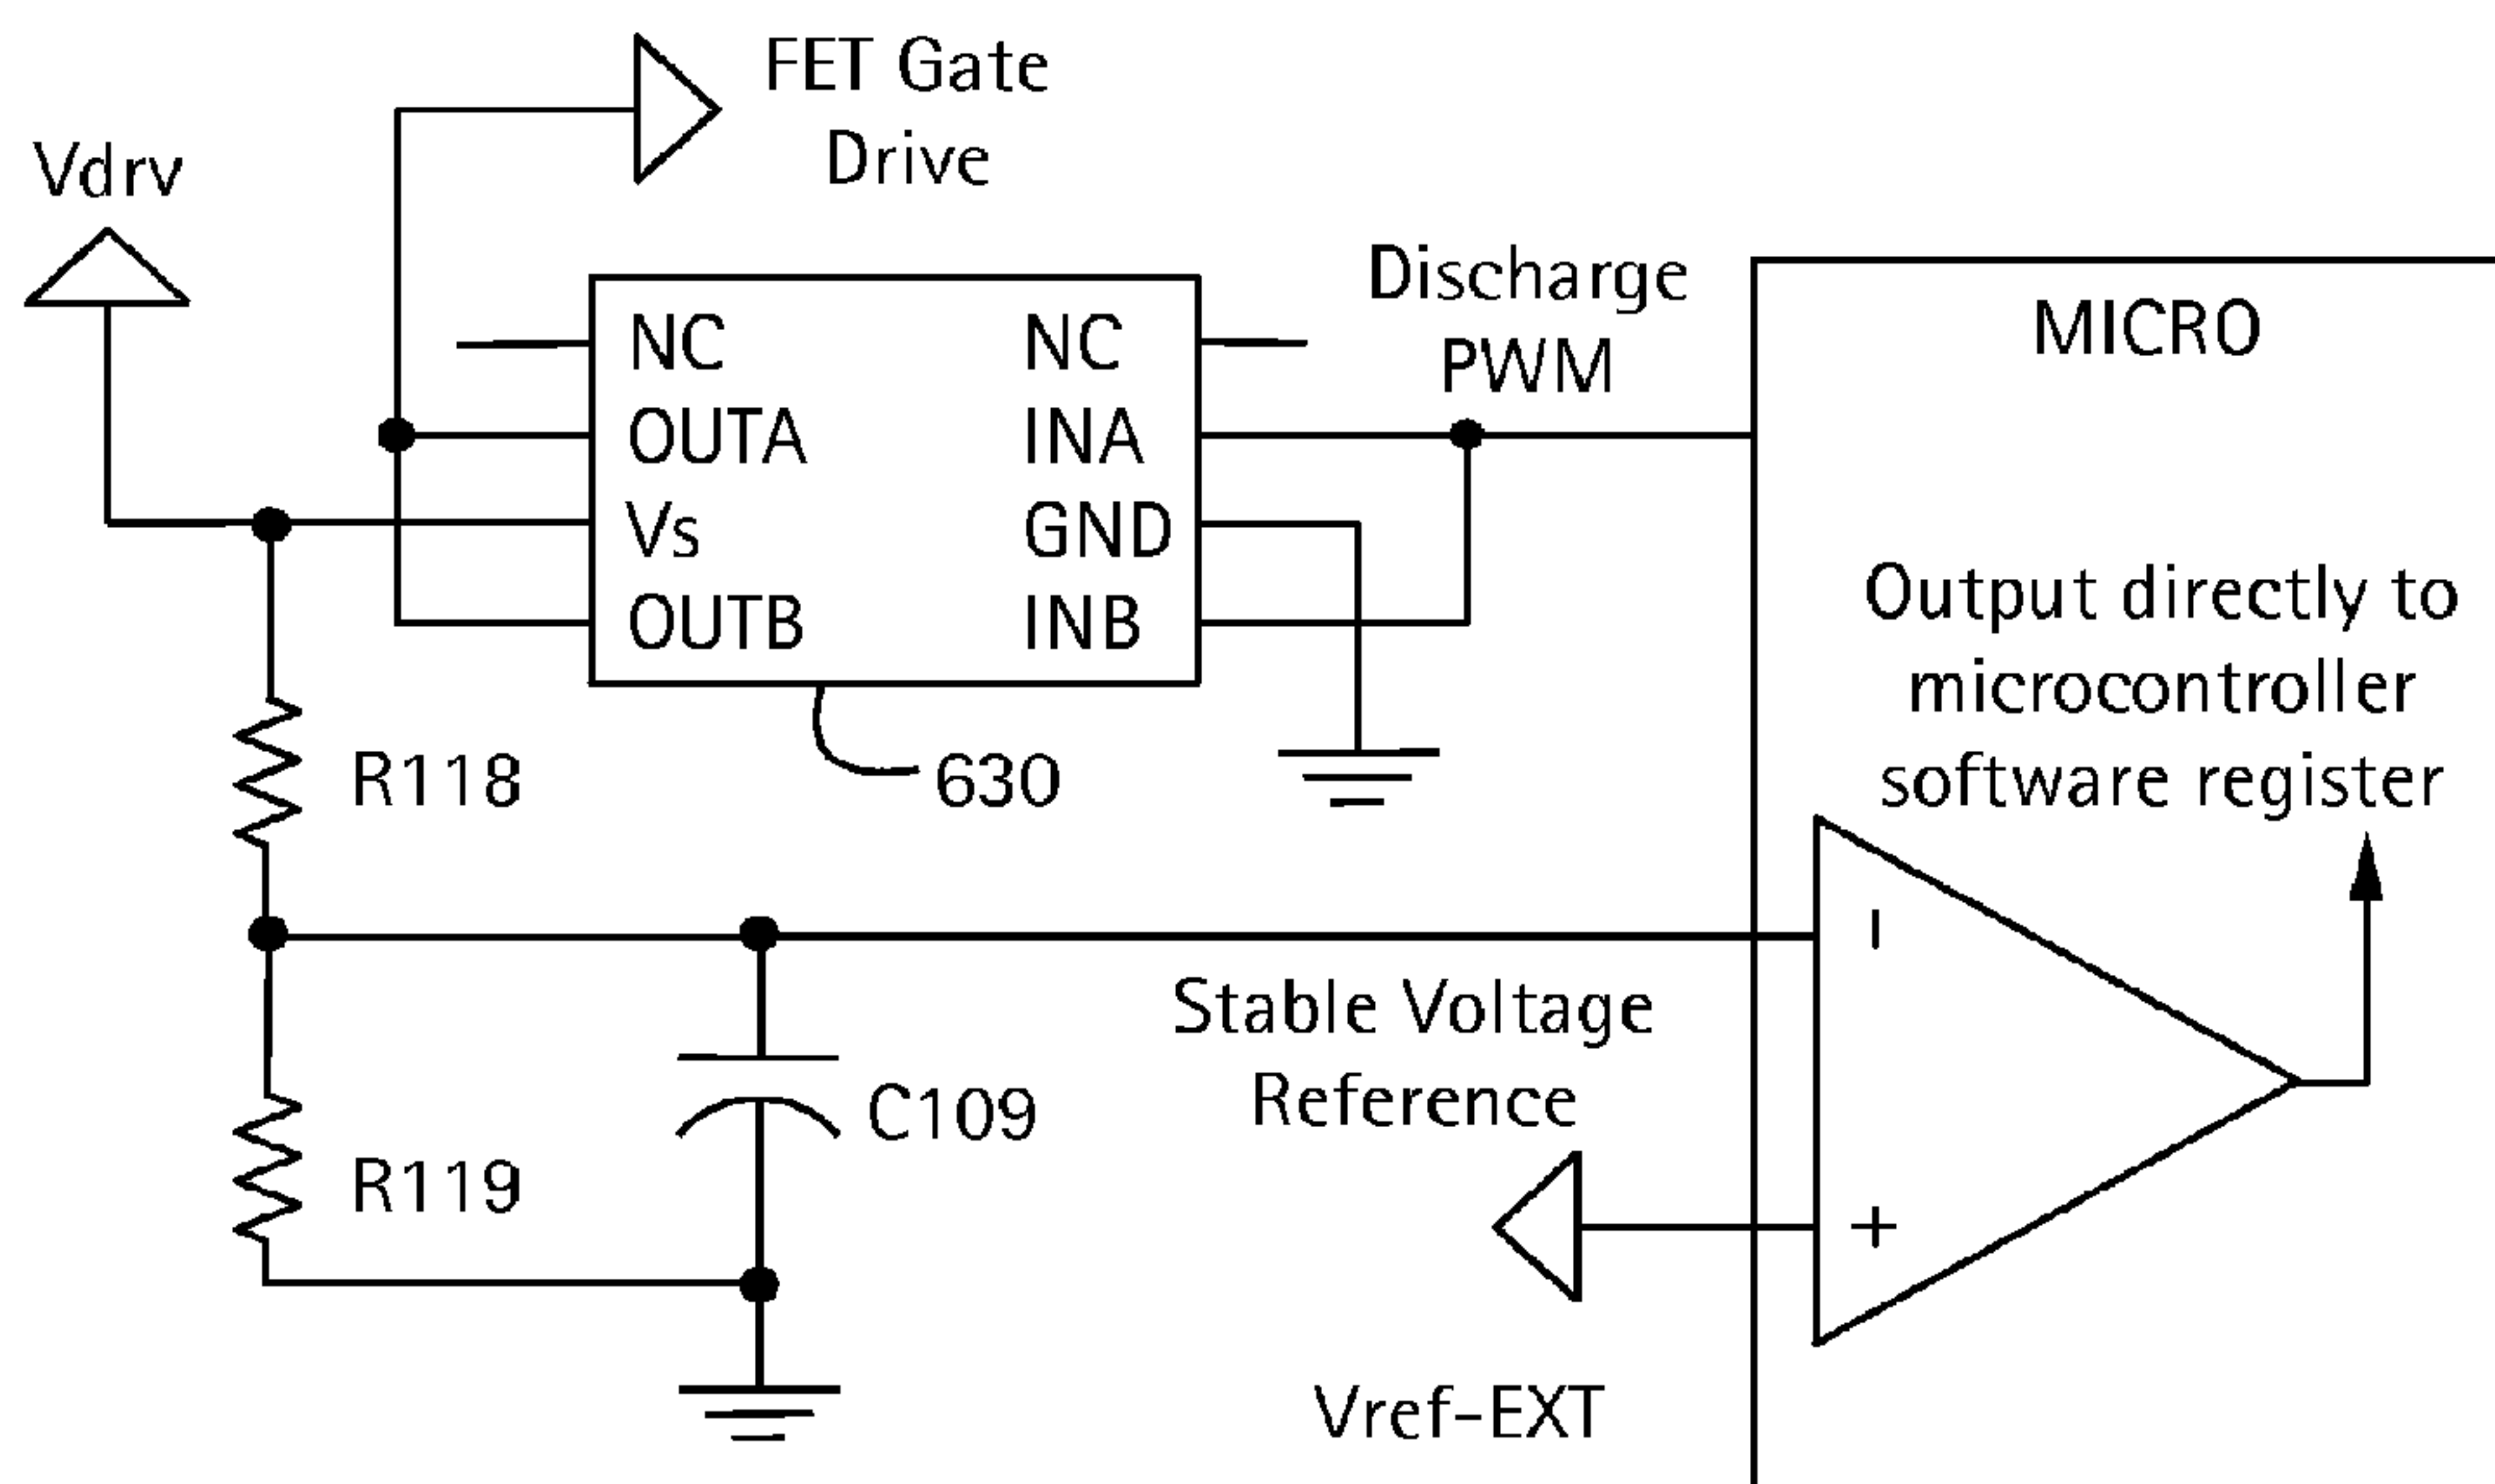 FET Gate
Drive
Vdrv
Discharge
PWM
MICRO
NC
NC
OUTA
INA
Vs
GND
OUTB
INB
Output directly to
microcontroller
software register
R118
630
-
Stable Voltage
Reference
C109
R119
+
Vref-EXT